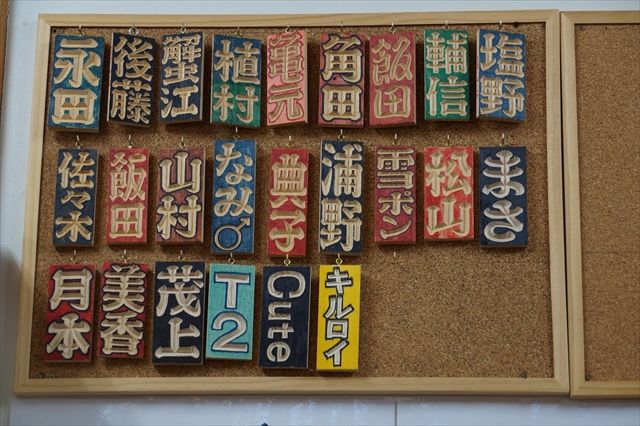 永田
後藤
蟹江
植村
亀元
角田
飯田
輔信
塩野
佐々木
飯田
山村
なみ♂
典子
浦野
雪ポン
松山
まさ
月本
美香
茂上
T2
Cute
キルロイ